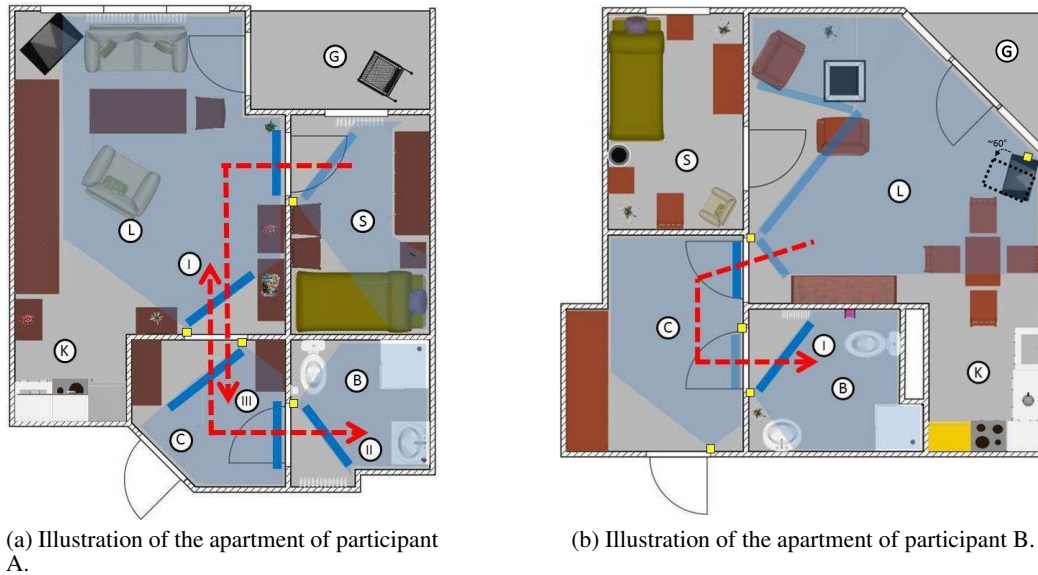 G
S
L
I
K
B
III
C
II
(a) Illustration of the apartment of participant
A.
G
~60°
S
L
C
I
K
B
(b) Illustration of the apartment of participant B.